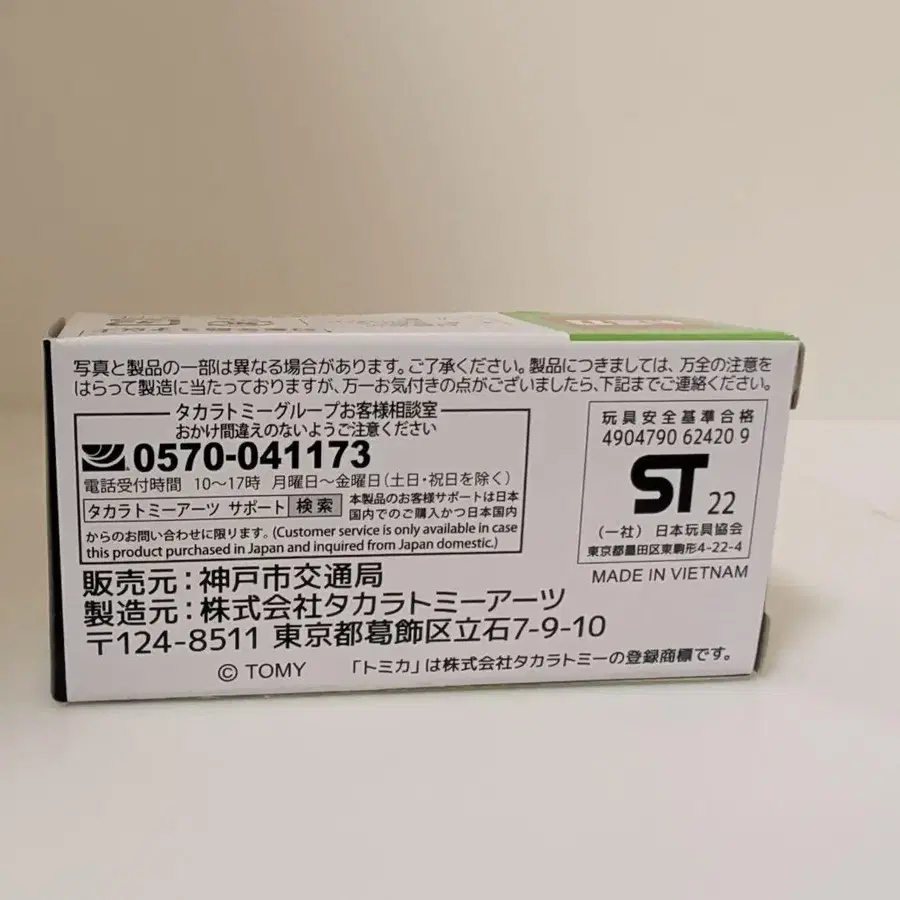 写真と製品の一部は異なる場合があります。ご了承ください。製品につきましては、万全の注意を
はらって製造に当たっておりますが、万一お気付きの点がございましたら、下記までご連絡ください。
タカラトミーグループお客様相談室
おかけ間違えのないようご注意ください
0570-041173
電話受付時間 10〜17時 月曜日〜金曜日(土日・祝日を除く)
タカラトミーアーツ サポート 検索
本製品のお客様サポートは日本
国内でのご購入かつ日本国内
からのお問い合わせに限ります。(Customer service is only available in case
this product purchased in Japan and inquired from Japan domestic.)
玩具安全基準合格
4904790 62420 9
ST 22
(一社) 日本玩具協会
東京都墨田区東駒形4-22-4
MADE IN VIETNAM
販売元:神戸市交通局
製造元:株式会社タカラトミーアーツ
〒124-8511 東京都葛飾区立石7-9-10
© TOMY 「トミカ」は株式会社タカラトミーの登録商標です。